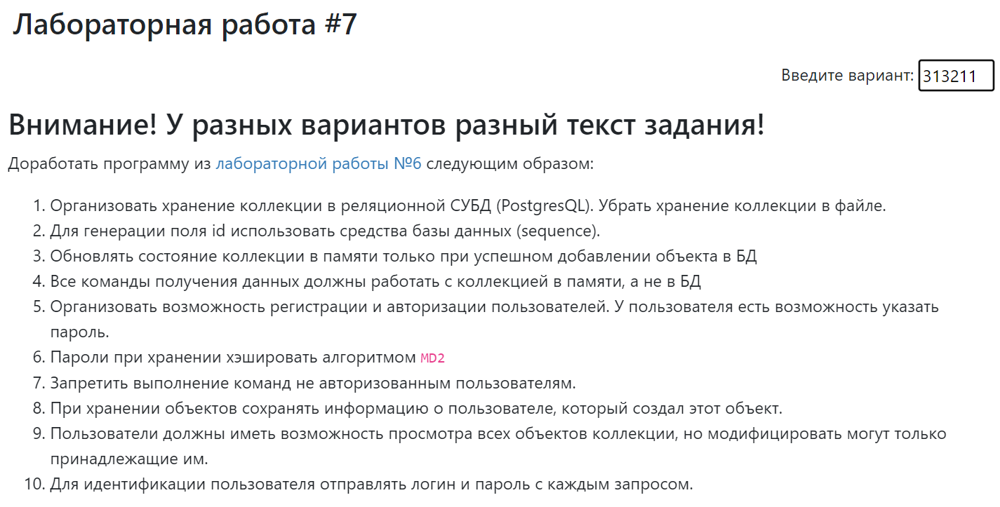 Лабораторная работа #7
Введите вариант: 313211
Внимание! У разных вариантов разный текст задания!
Доработать программу из лабораторной работы №6 следующим образом:
1. Организовать хранение коллекции в реляционной СУБД (PostgresQL). Убрать хранение коллекции в файле.
2. Для генерации поля id использовать средства базы данных (sequence).
3. Обновлять состояние коллекции в памяти только при успешном добавлении объекта в БД
4. Все команды получения данных должны работать с коллекцией в памяти, а не в БД
5. Организовать возможность регистрации и авторизации пользователей. У пользователя есть возможность указать
пароль.
6. Пароли при хранении хэшировать алгоритмом MD2
7. Запретить выполнение команд не авторизованным пользователям.
8. При хранении объектов сохранять информацию о пользователе, который создал этот объект.
9. Пользователи должны иметь возможность просмотра всех объектов коллекции, но модифицировать могут только
принадлежащие им.
10. Для идентификации пользователя отправлять логин и пароль с каждым запросом.